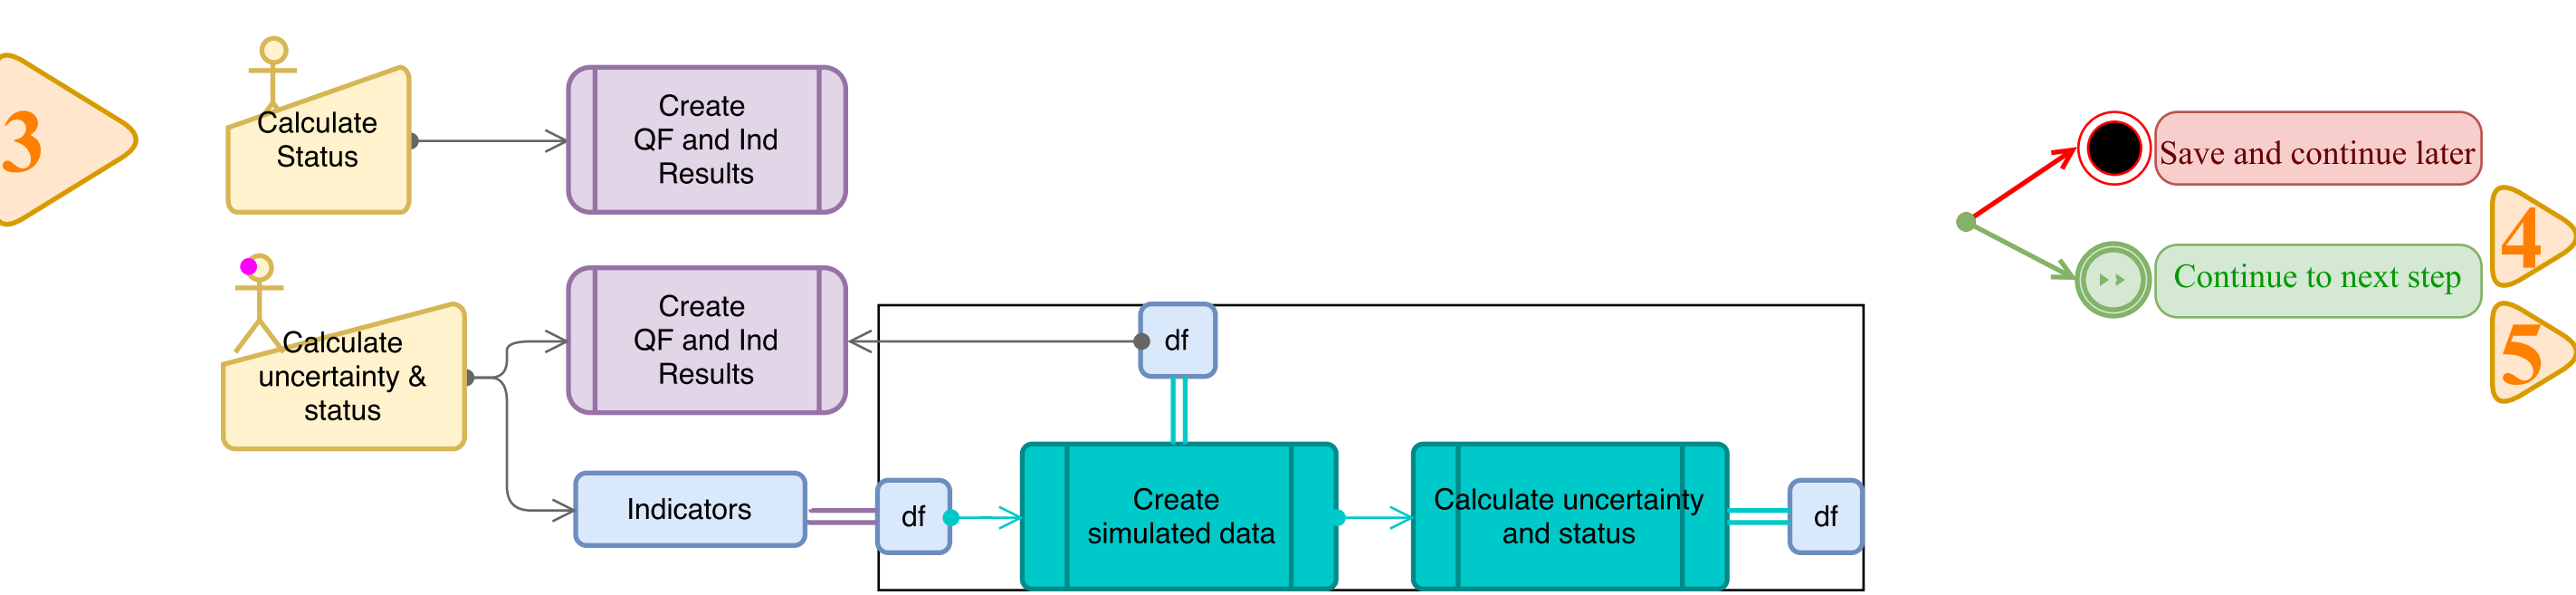 3
Calculate
Status
Create
QF and Ind
Results
Save and continue later
Continue to next step
4
5
Calculate
uncertainty &
status
Create
QF and Ind
Results
df
Indicators
df
Create
simulated data
Calculate uncertainty
and status
df